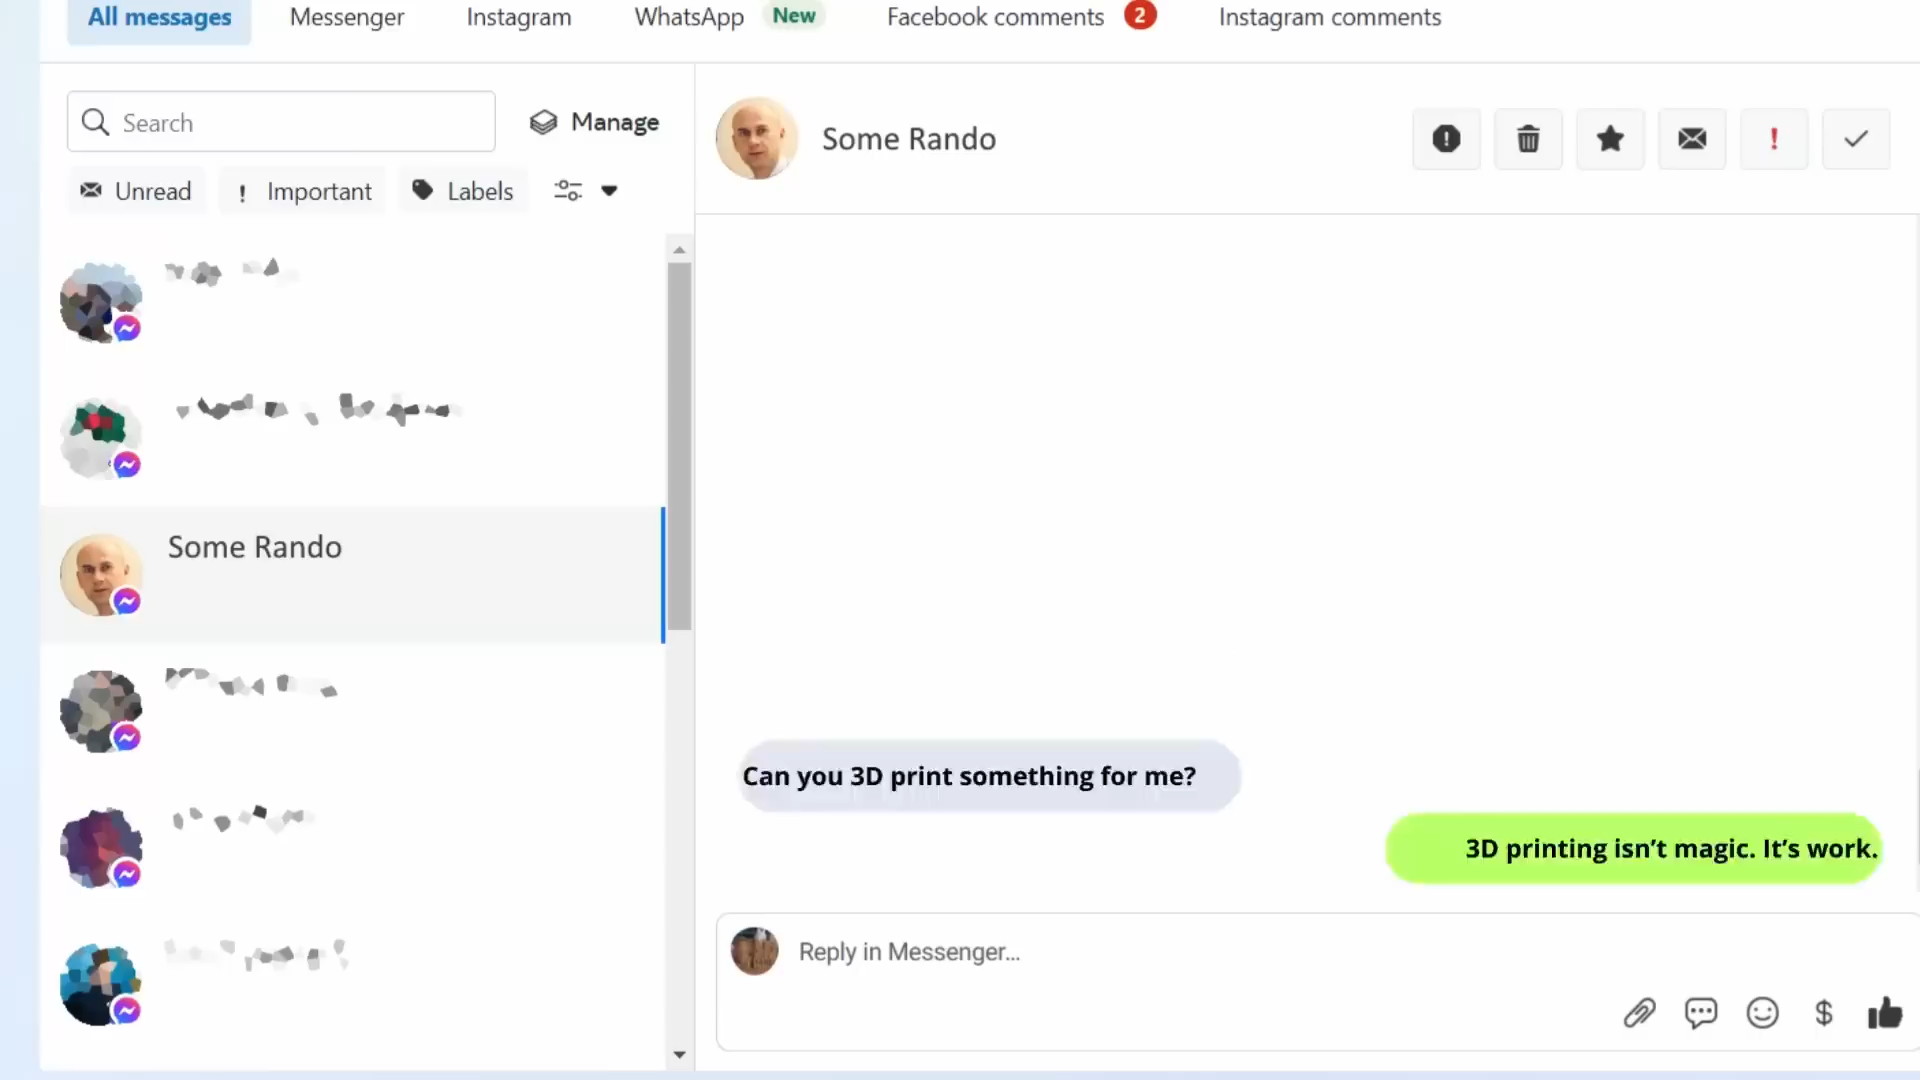 All messages
Messenger
Instagram
WhatsApp New
Facebook comments 2
Instagram comments
Search
Manage
Unread
! Important
Labels
Some Rando
Some Rando
Can you 3D print something for me?
3D printing isn’t magic. It’s work.
Reply in Messenger...